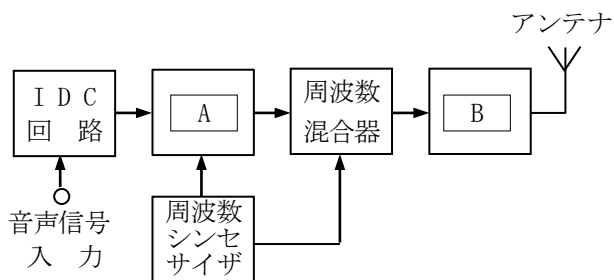 アンテナ
IDC
回 路
A
周波数
混合器
B
音声信号
入 力
周波数
シンセ
サイザ